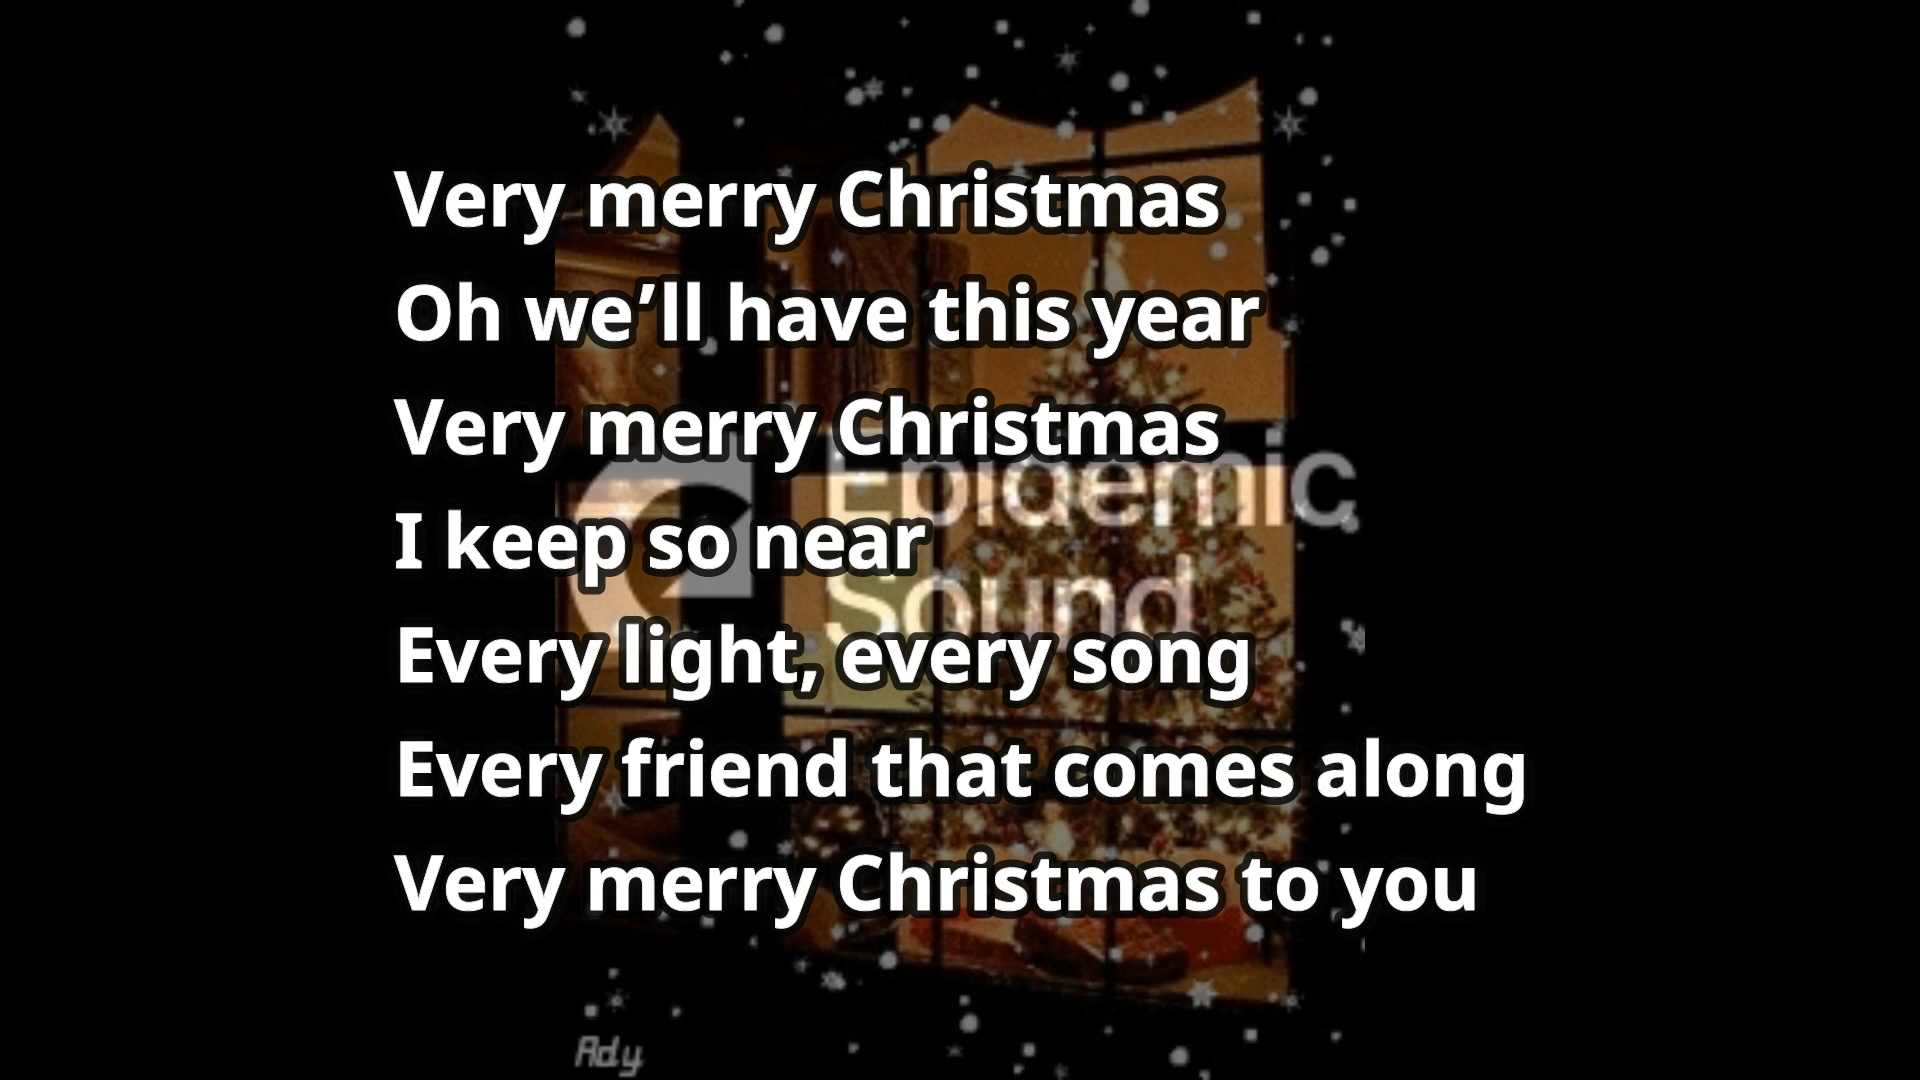 Very merry Christmas
Oh we’ll have this year
Very merry Christmas
I keep so near
Every light, every song
Every friend that comes along
Very merry Christmas to you
Epidemic
Sound
Ady